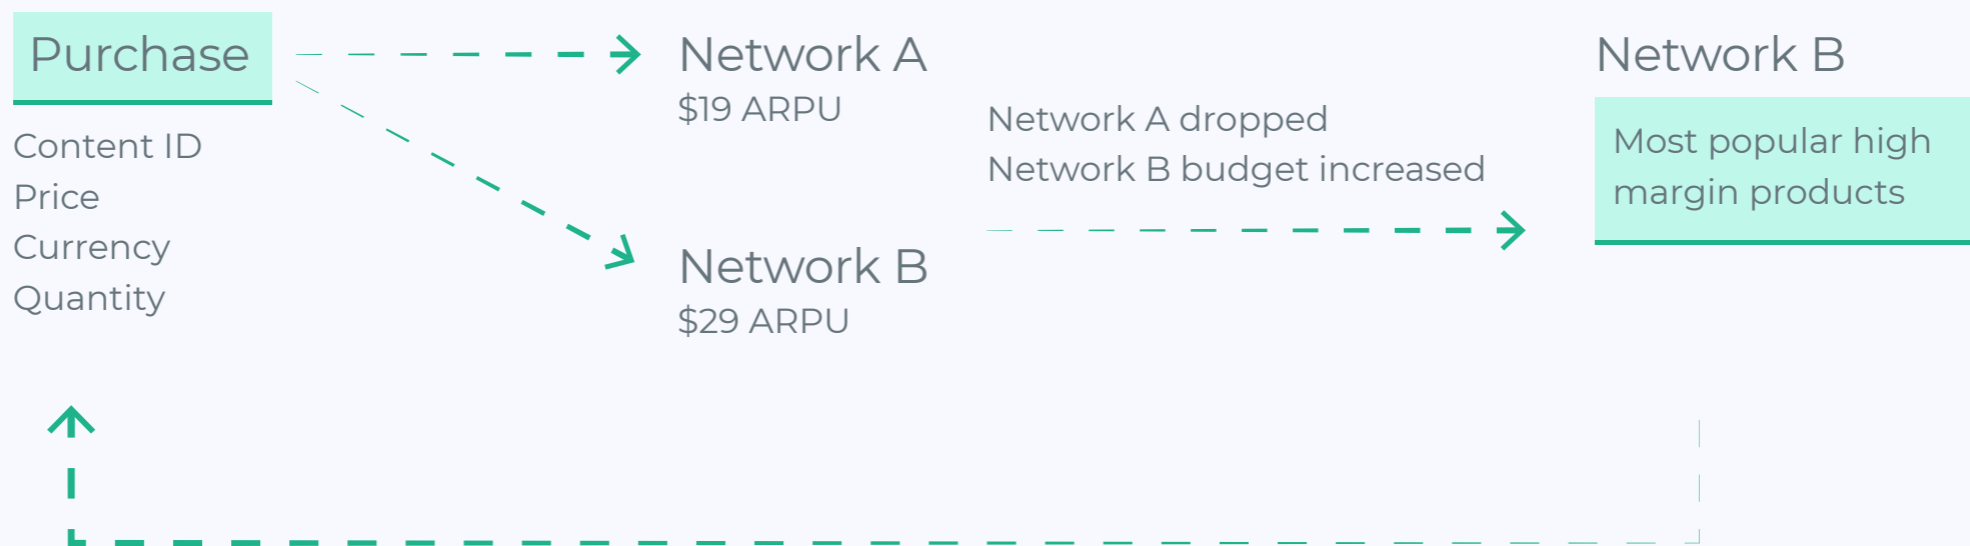 Purchase
Content ID
Price
Currency
Quantity
Network A
$19 ARPU
Network B
$29 ARPU
Network A dropped
Network B budget increased
Network B
Most popular high
margin products